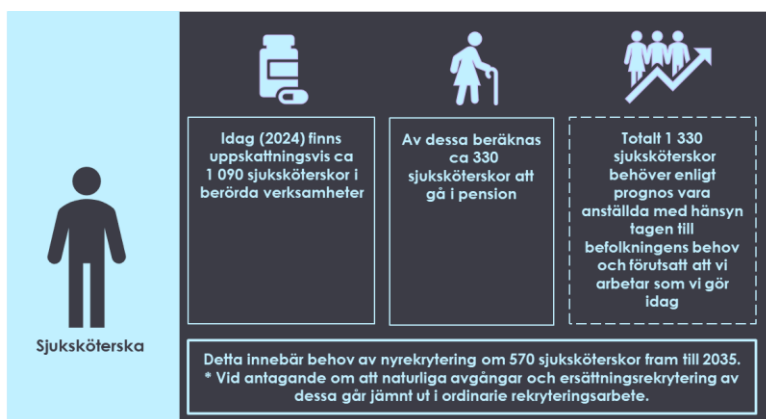 Idag (2024) finns
uppskattningsvis ca
1 090 sjuksköterskor i
berörda verksamheter
Av dessa beräknas
ca 330
sjuksköterskor att
gå i pension
Totalt 1 330
sjuksköterskor
behöver enligt
prognos vara
anställda med hänsyn
tagen till
befolkningens behov
och förutsatt att vi
arbetar som vi gör
idag
Sjuksköterska
Detta innebär behov av nyrekrytering om 570 sjuksköterskor fram till 2035.
* Vid antagande om att naturliga avgångar och ersättningsrekrytering av
dessa går jämnt ut i ordinarie rekryteringsarbete.